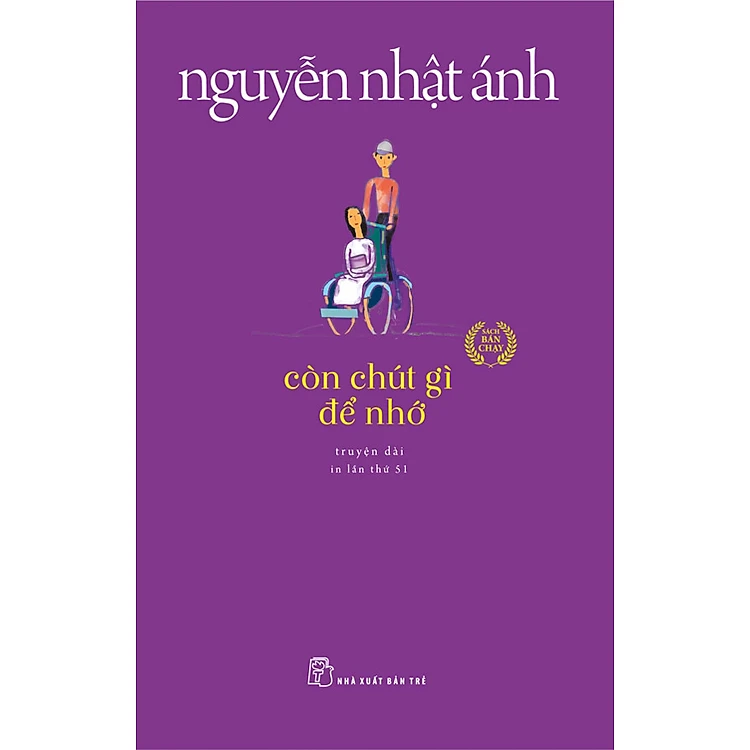 nguyễn nhật ánh
SÁCH
BÁN
CHẠY
còn chút gì
để nhớ
truyện dài
in lần thứ 51
NHÀ XUẤT BẢN TRẺ